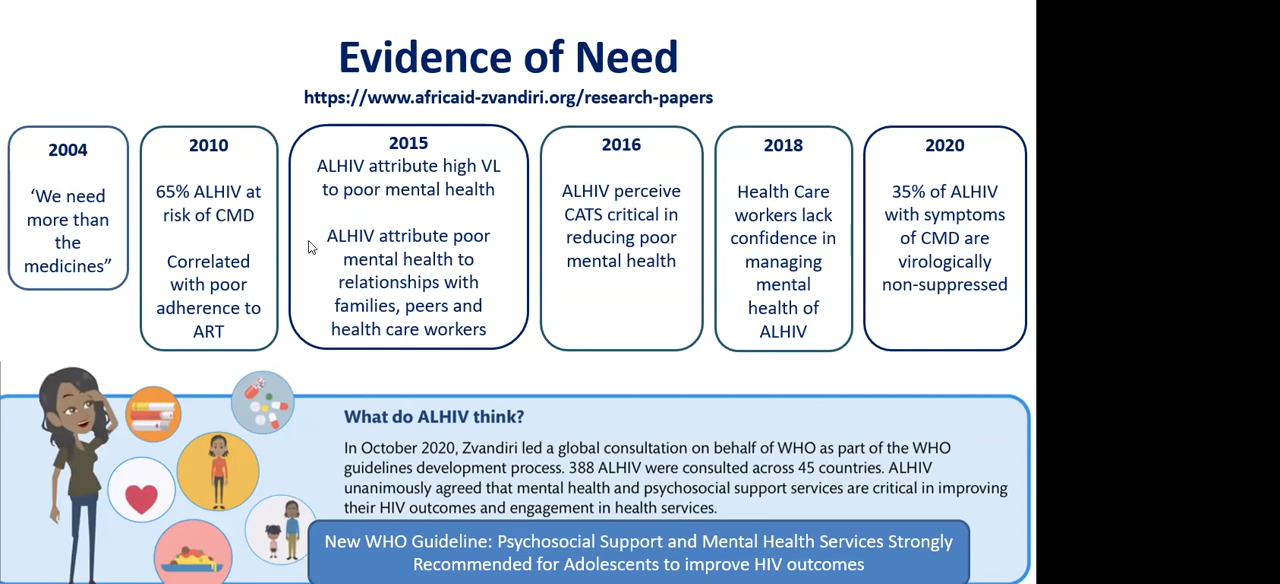 Evidence of Need
https://www.africaid-zvandiri.org/research-papers
2004
‘We need
more than
the
medicines”
2010
65% ALHIV at
risk of CMD
Correlated
with poor
adherence to
ART
2015
ALHIV attribute high VL
to poor mental health
ALHIV attribute poor
mental health to
relationships with
families, peers and
health care workers
2016
ALHIV perceive
CATS critical in
reducing poor
mental health
2018
Health Care
workers lack
confidence in
managing
mental
health of
ALHIV
2020
35% of ALHIV
with symptoms
of CMD are
virologically
non-suppressed
What do ALHIV think?
In October 2020, Zvandiri led a global consultation on behalf of WHO as part of the WHO
guidelines development process. 388 ALHIV were consulted across 45 countries. ALHIV
unanimously agreed that mental health and psychosocial support services are critical in improving
their HIV outcomes and engagement in health services.
New WHO Guideline: Psychosocial Support and Mental Health Services Strongly
Recommended for Adolescents to improve HIV outcomes